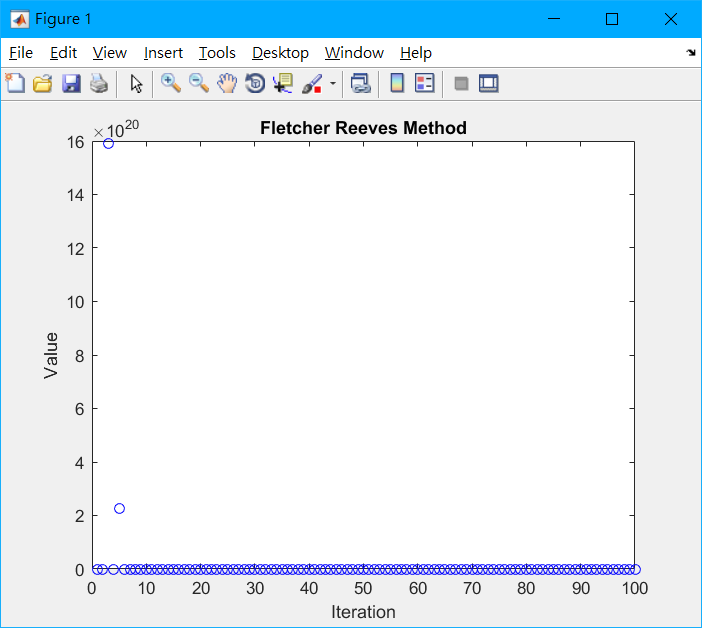 Figure 1
File Edit View Insert Tools Desktop Window Help
×10^20
Fletcher Reeves Method
16
14
12
10
8
6
4
2
0
Value
0 10 20 30 40 50 60 70 80 90 100
Iteration